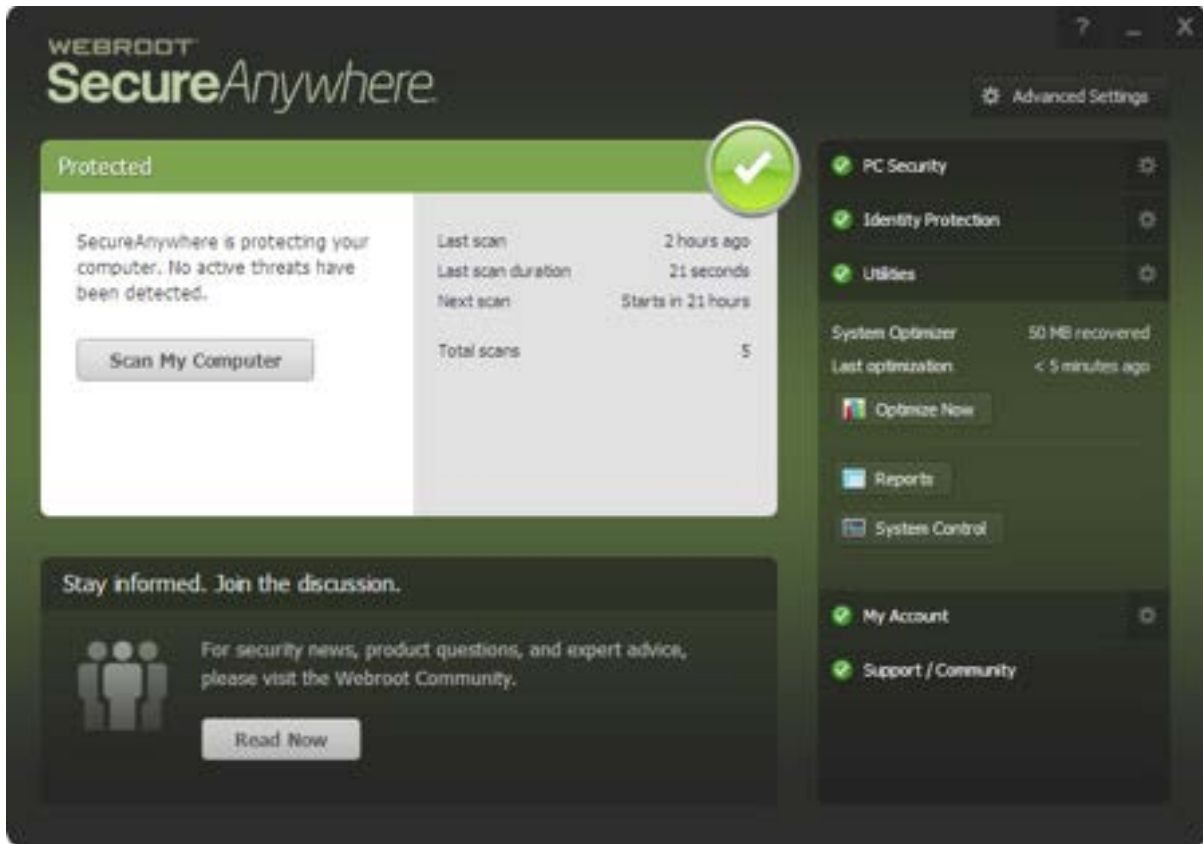 WEBROOT
SecureAnywhere
?
Advanced Settings
Protected
SecureAnywhere is protecting your
computer. No active threats have
been detected.
Scan My Computer
Last scan 2 hours ago
Last scan duration 21 seconds
Next scan Starts in 21 hours
Total scans 5
PC Security
Identity Protection
Utilities
System Optimizer 50 MB recovered
Last optimization < 5 minutes ago
Optimize Now
Reports
System Control
My Account
Support / Community
Stay informed. Join the discussion.
For security news, product questions, and expert advice,
please visit the Webroot Community.
Read Now